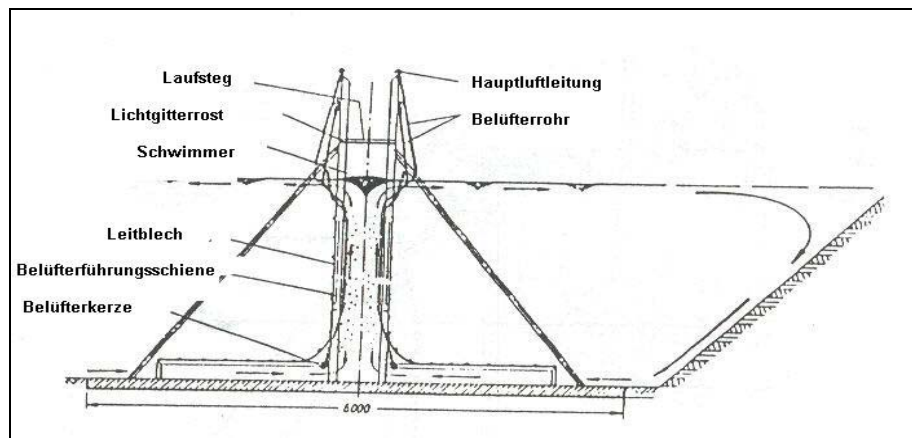 Laufsteg
Hauptluftleitung
Lichtgitterrost
Belüfterrohr
Schwimmer
Leitblech
Belüfterführungsschiene
Belüfterkerze
6000